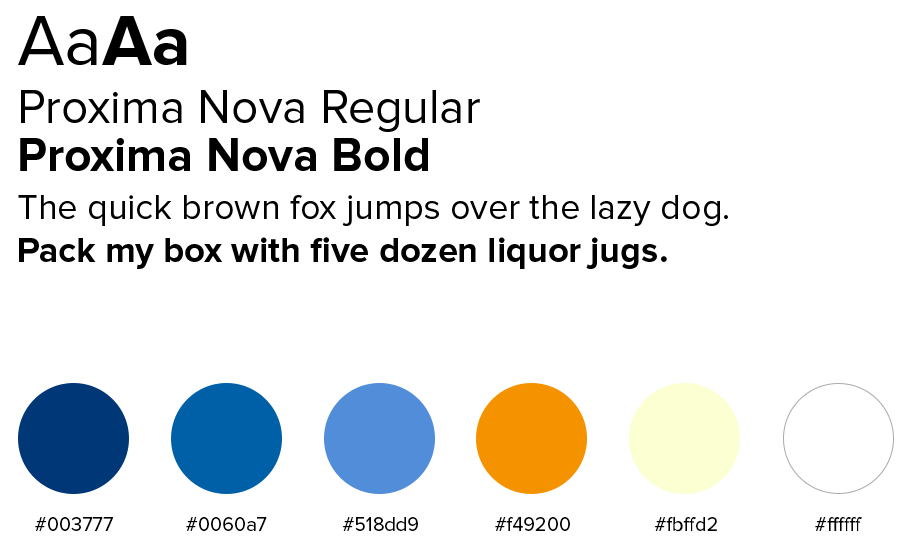 AaAa
Proxima Nova Regular
Proxima Nova Bold
The quick brown fox jumps over the lazy dog.
Pack my box with five dozen liquor jugs.
#003777 #0060a7 #518dd9 #f49200 #fbffd2 #ffffff